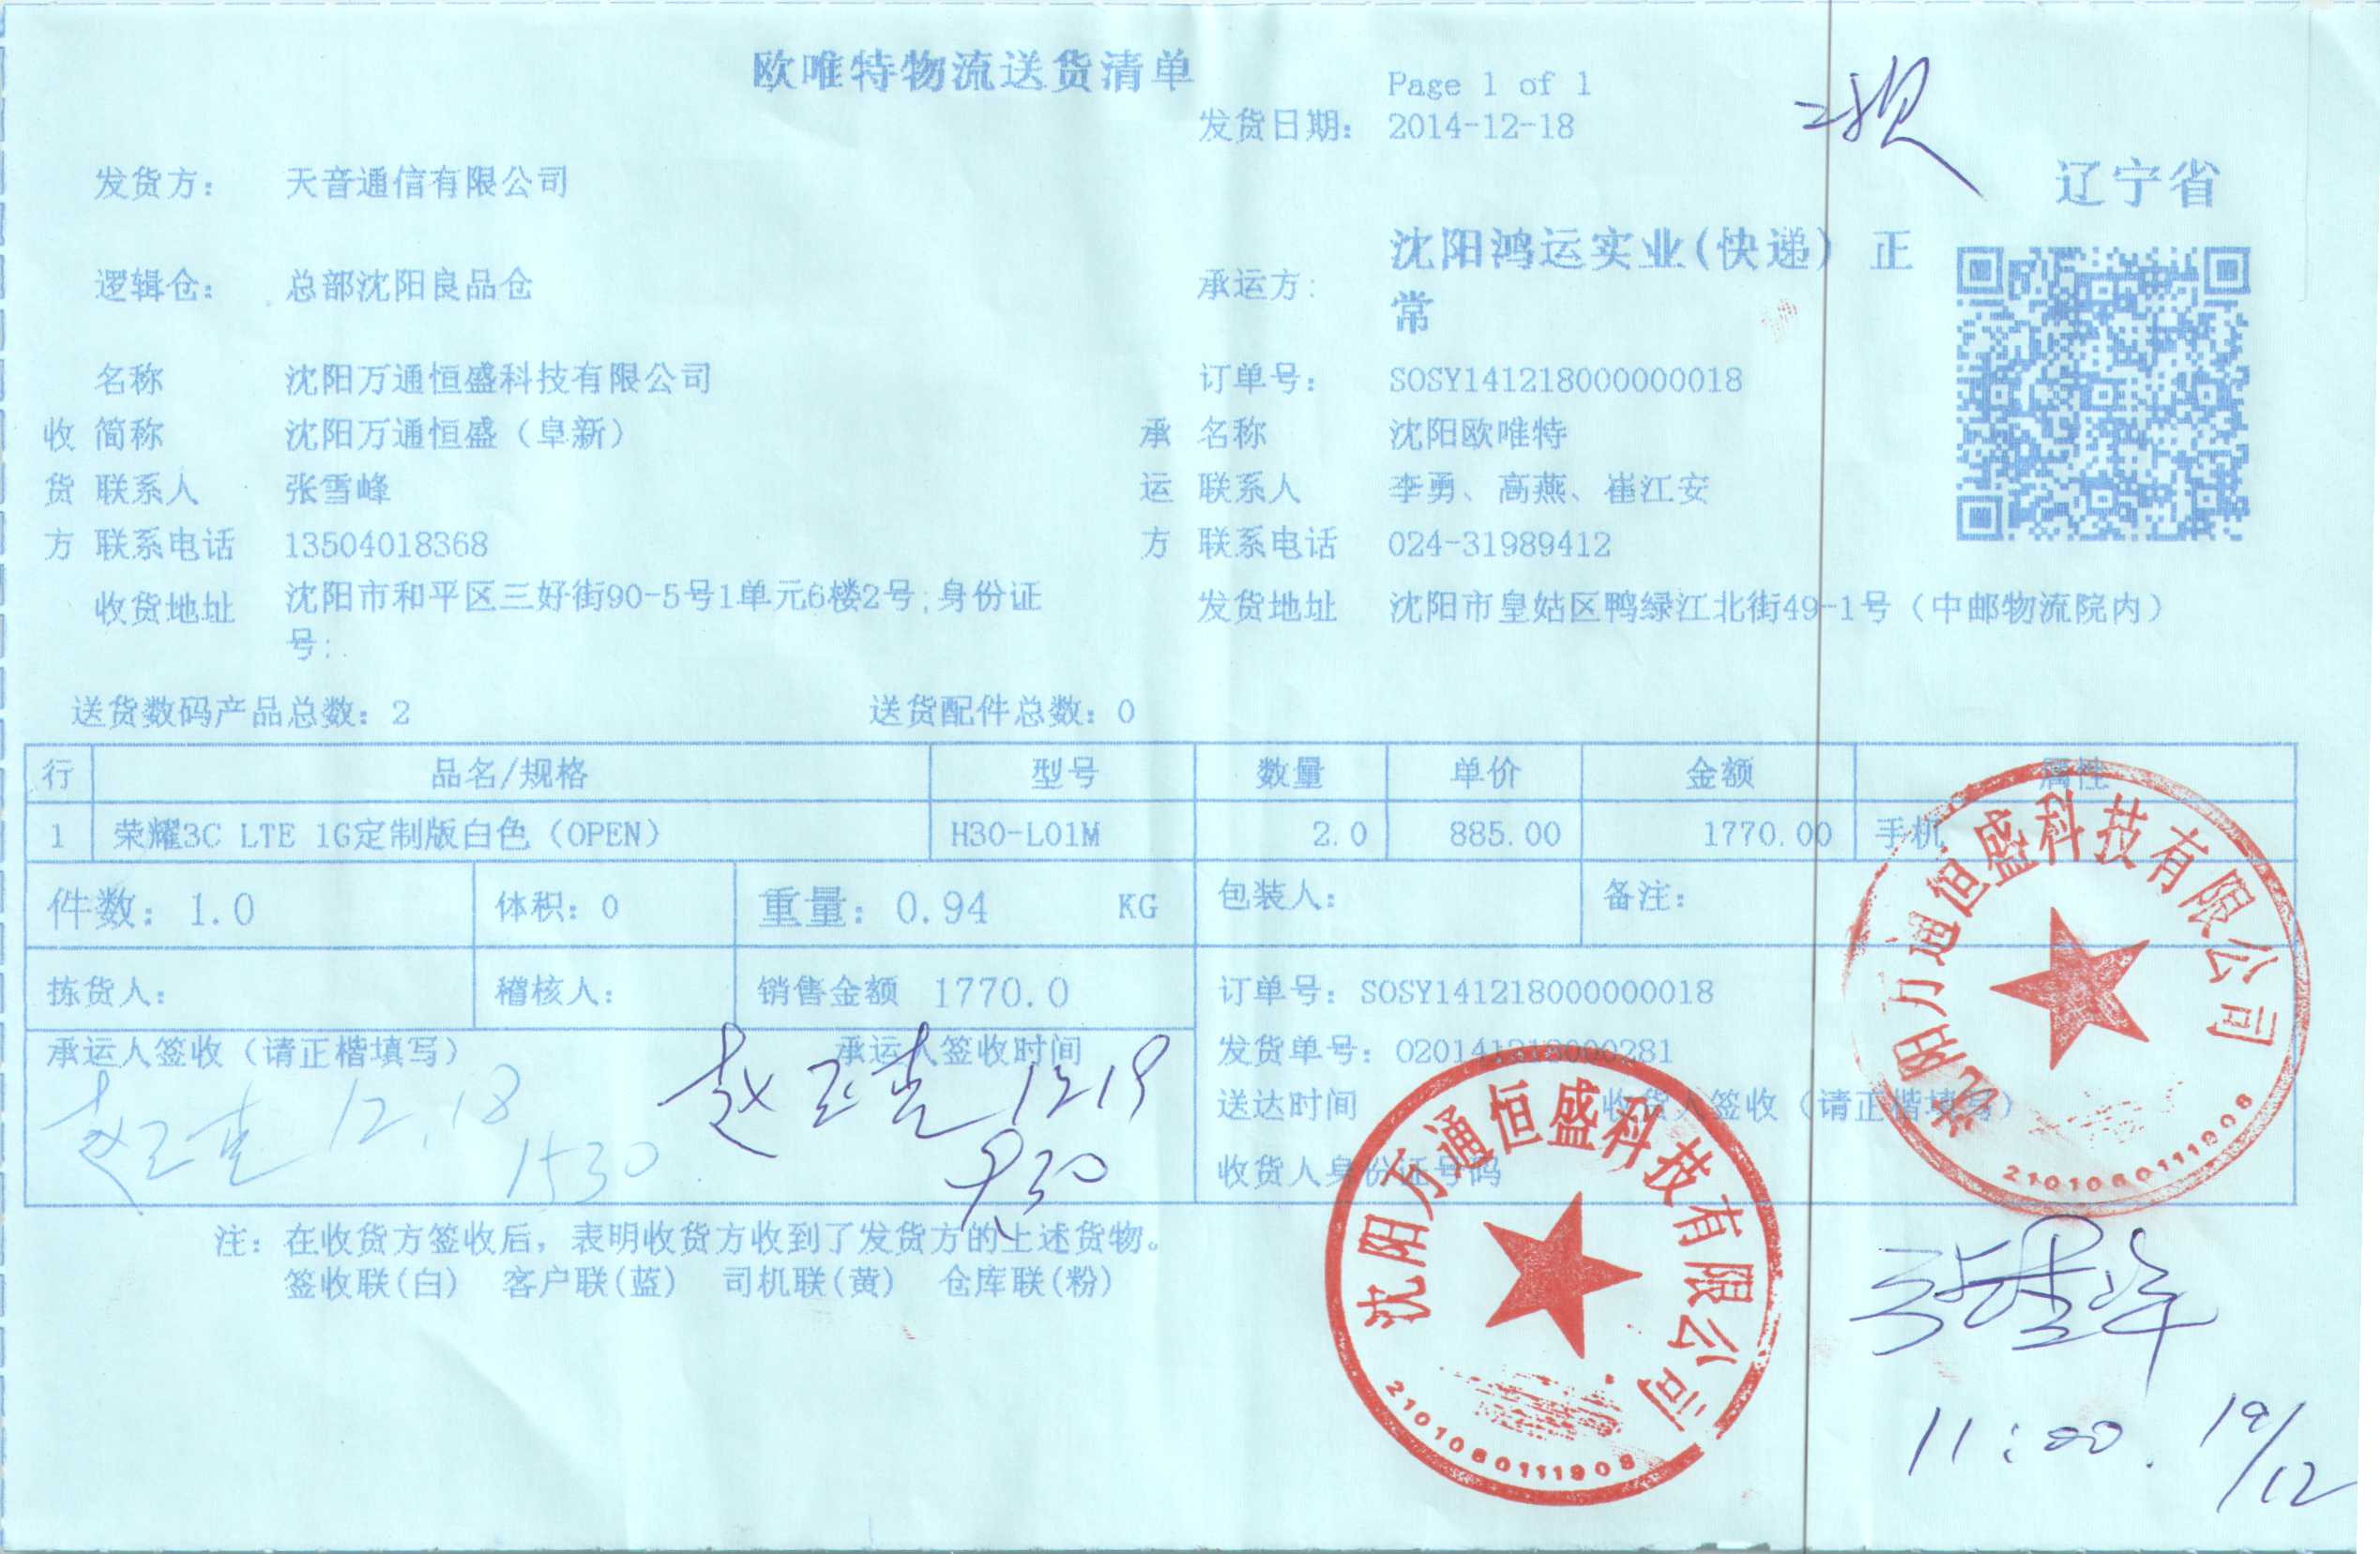 欧唯特物流送货清单
Page 1 of 1
发货日期: 2014-12-18
二次
辽宁省
发货方: 天音通信有限公司
逻辑仓: 总部沈阳良品仓
承运方: 沈阳鸿运实业(快递) 正常
名称 沈阳万通恒盛科技有限公司
订单号: SOSY141218000000018
收 简称 沈阳万通恒盛（阜新）
承 名称 沈阳欧唯特
货 联系人 张雪峰
运 联系人 李勇、高燕、崔江安
方 联系电话 13504018368
方 联系电话 024-31989412
收货地址 沈阳市和平区三好街90-5号1单元6楼2号;身份证
号:.
发货地址 沈阳市皇姑区鸭绿江北街49-1号（中邮物流院内）
送货数码产品总数: 2 送货配件总数: 0
行 品名/规格 型号 数量 单价 金额 属性
1 荣耀3C LTE 1G定制版白色（OPEN） H30-L01M 2.0 885.00 1770.00 手机
件数: 1.0 体积: 0 重量: 0.94 KG 包装人: 备注:
拣货人: 稽核人: 销售金额 1770.0 订单号: SOSY141218000000018
承运人签收（请正楷填写） 承运人签收时间
发货单号: O20141218000281
送达时间 收货人签收（请正楷填写）
收货人身份证号码
12.18
1530
1219
930
注: 在收货方签收后，表明收货方收到了发货方的上述货物。
签收联(白) 客户联(蓝) 司机联(黄) 仓库联(粉)
沈阳万通恒盛科技有限公司
2101060111908
沈阳万通恒盛科技有限公司
2101060111908
张雪峰
11:00. 19/12